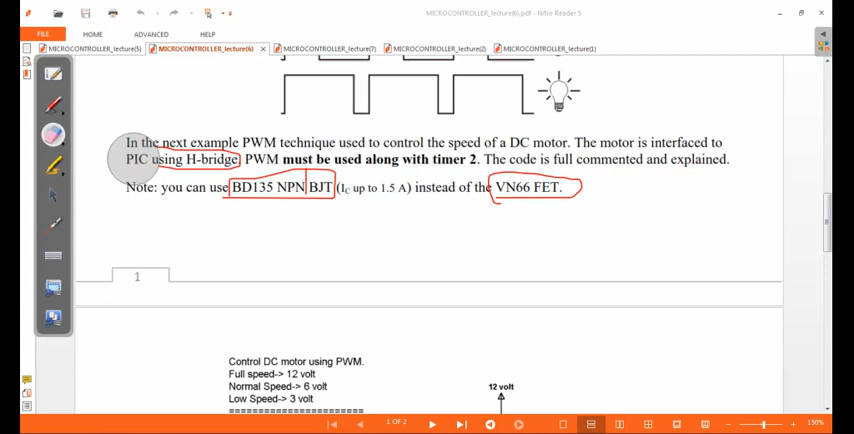 MICROCONTROLLER_lecture(6).pdf - Nitro Reader 5
FILE HOME ADVANCED HELP
MICROCONTROLLER_lecture(5) MICROCONTROLLER_lecture(6) × MICROCONTROLLER_lecture(7) MICROCONTROLLER_lecture(2) MICROCONTROLLER_lecture(1)
In the next example PWM technique used to control the speed of a DC motor. The motor is interfaced to
PIC using H-bridge. PWM must be used along with timer 2. The code is full commented and explained.
Note: you can use BD135 NPN BJT (IC up to 1.5 A) instead of the VN66 FET.
1
Control DC motor using PWM.
Full speed-> 12 volt
Normal Speed-> 6 volt
Low Speed-> 3 volt
====================
12 volt
1 OF 2
150%